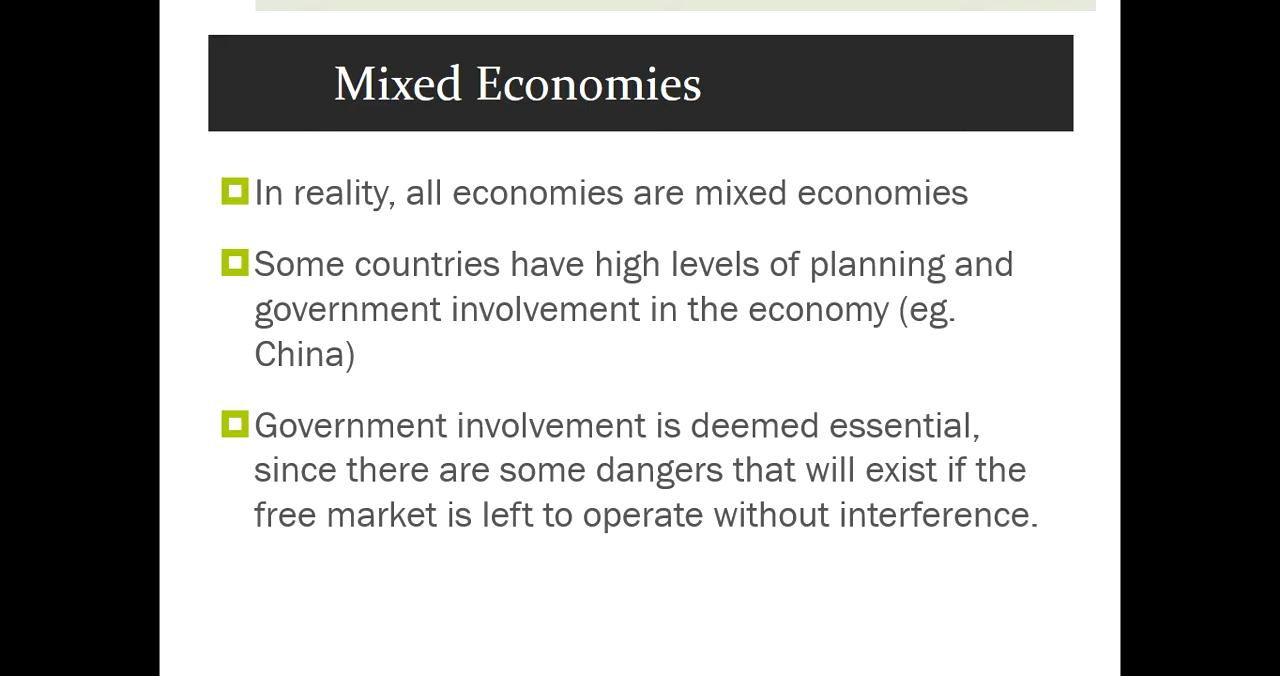 Mixed Economies
In reality, all economies are mixed economies
Some countries have high levels of planning and
government involvement in the economy (eg.
China)
Government involvement is deemed essential,
since there are some dangers that will exist if the
free market is left to operate without interference.